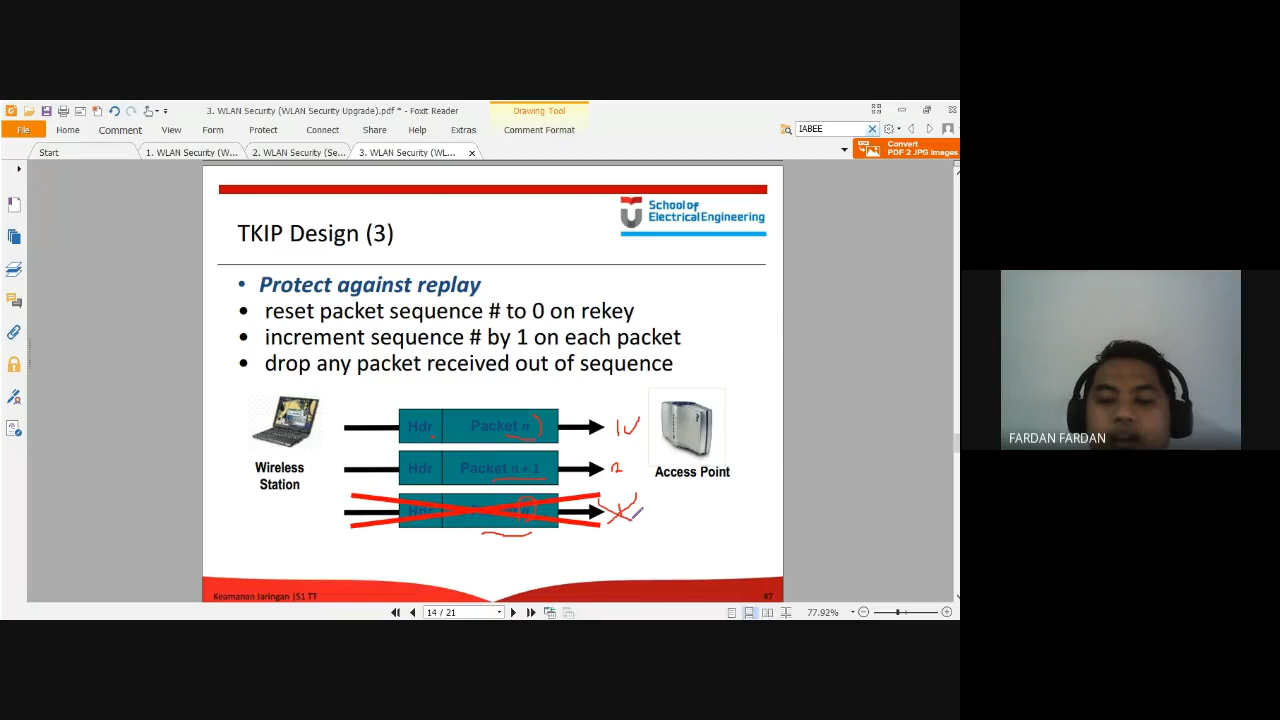 3. WLAN Security (WLAN Security Upgrade).pdf * - Foxit Reader
Drawing Tool
File Home Comment View Form Protect Connect Share Help Extras Comment Format
IABEE
Start
1. WLAN Security (W...
2. WLAN Security (Se...
3. WLAN Security (WL...
Convert
PDF 2 JPG Images
School of
Electrical Engineering
TKIP Design (3)
• Protect against replay
• reset packet sequence # to 0 on rekey
• increment sequence # by 1 on each packet
• drop any packet received out of sequence
Hdr Packet n
1
Hdr Packet n + 1
2
Hdr n
Wireless
Station
Access Point
Keamanan Jaringan |S1 TT
47
14 / 21
77.92%
FARDAN FARDAN